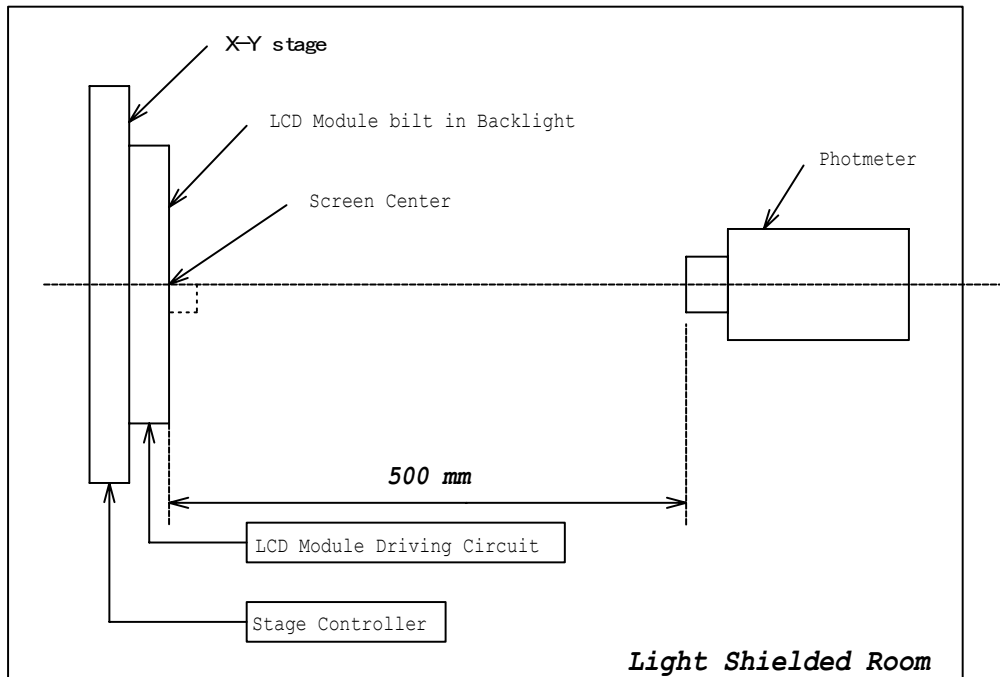 X-Y stage
LCD Module bilt in Backlight
Photmeter
Screen Center
500 mm
LCD Module Driving Circuit
Stage Controller
Light Shielded Room